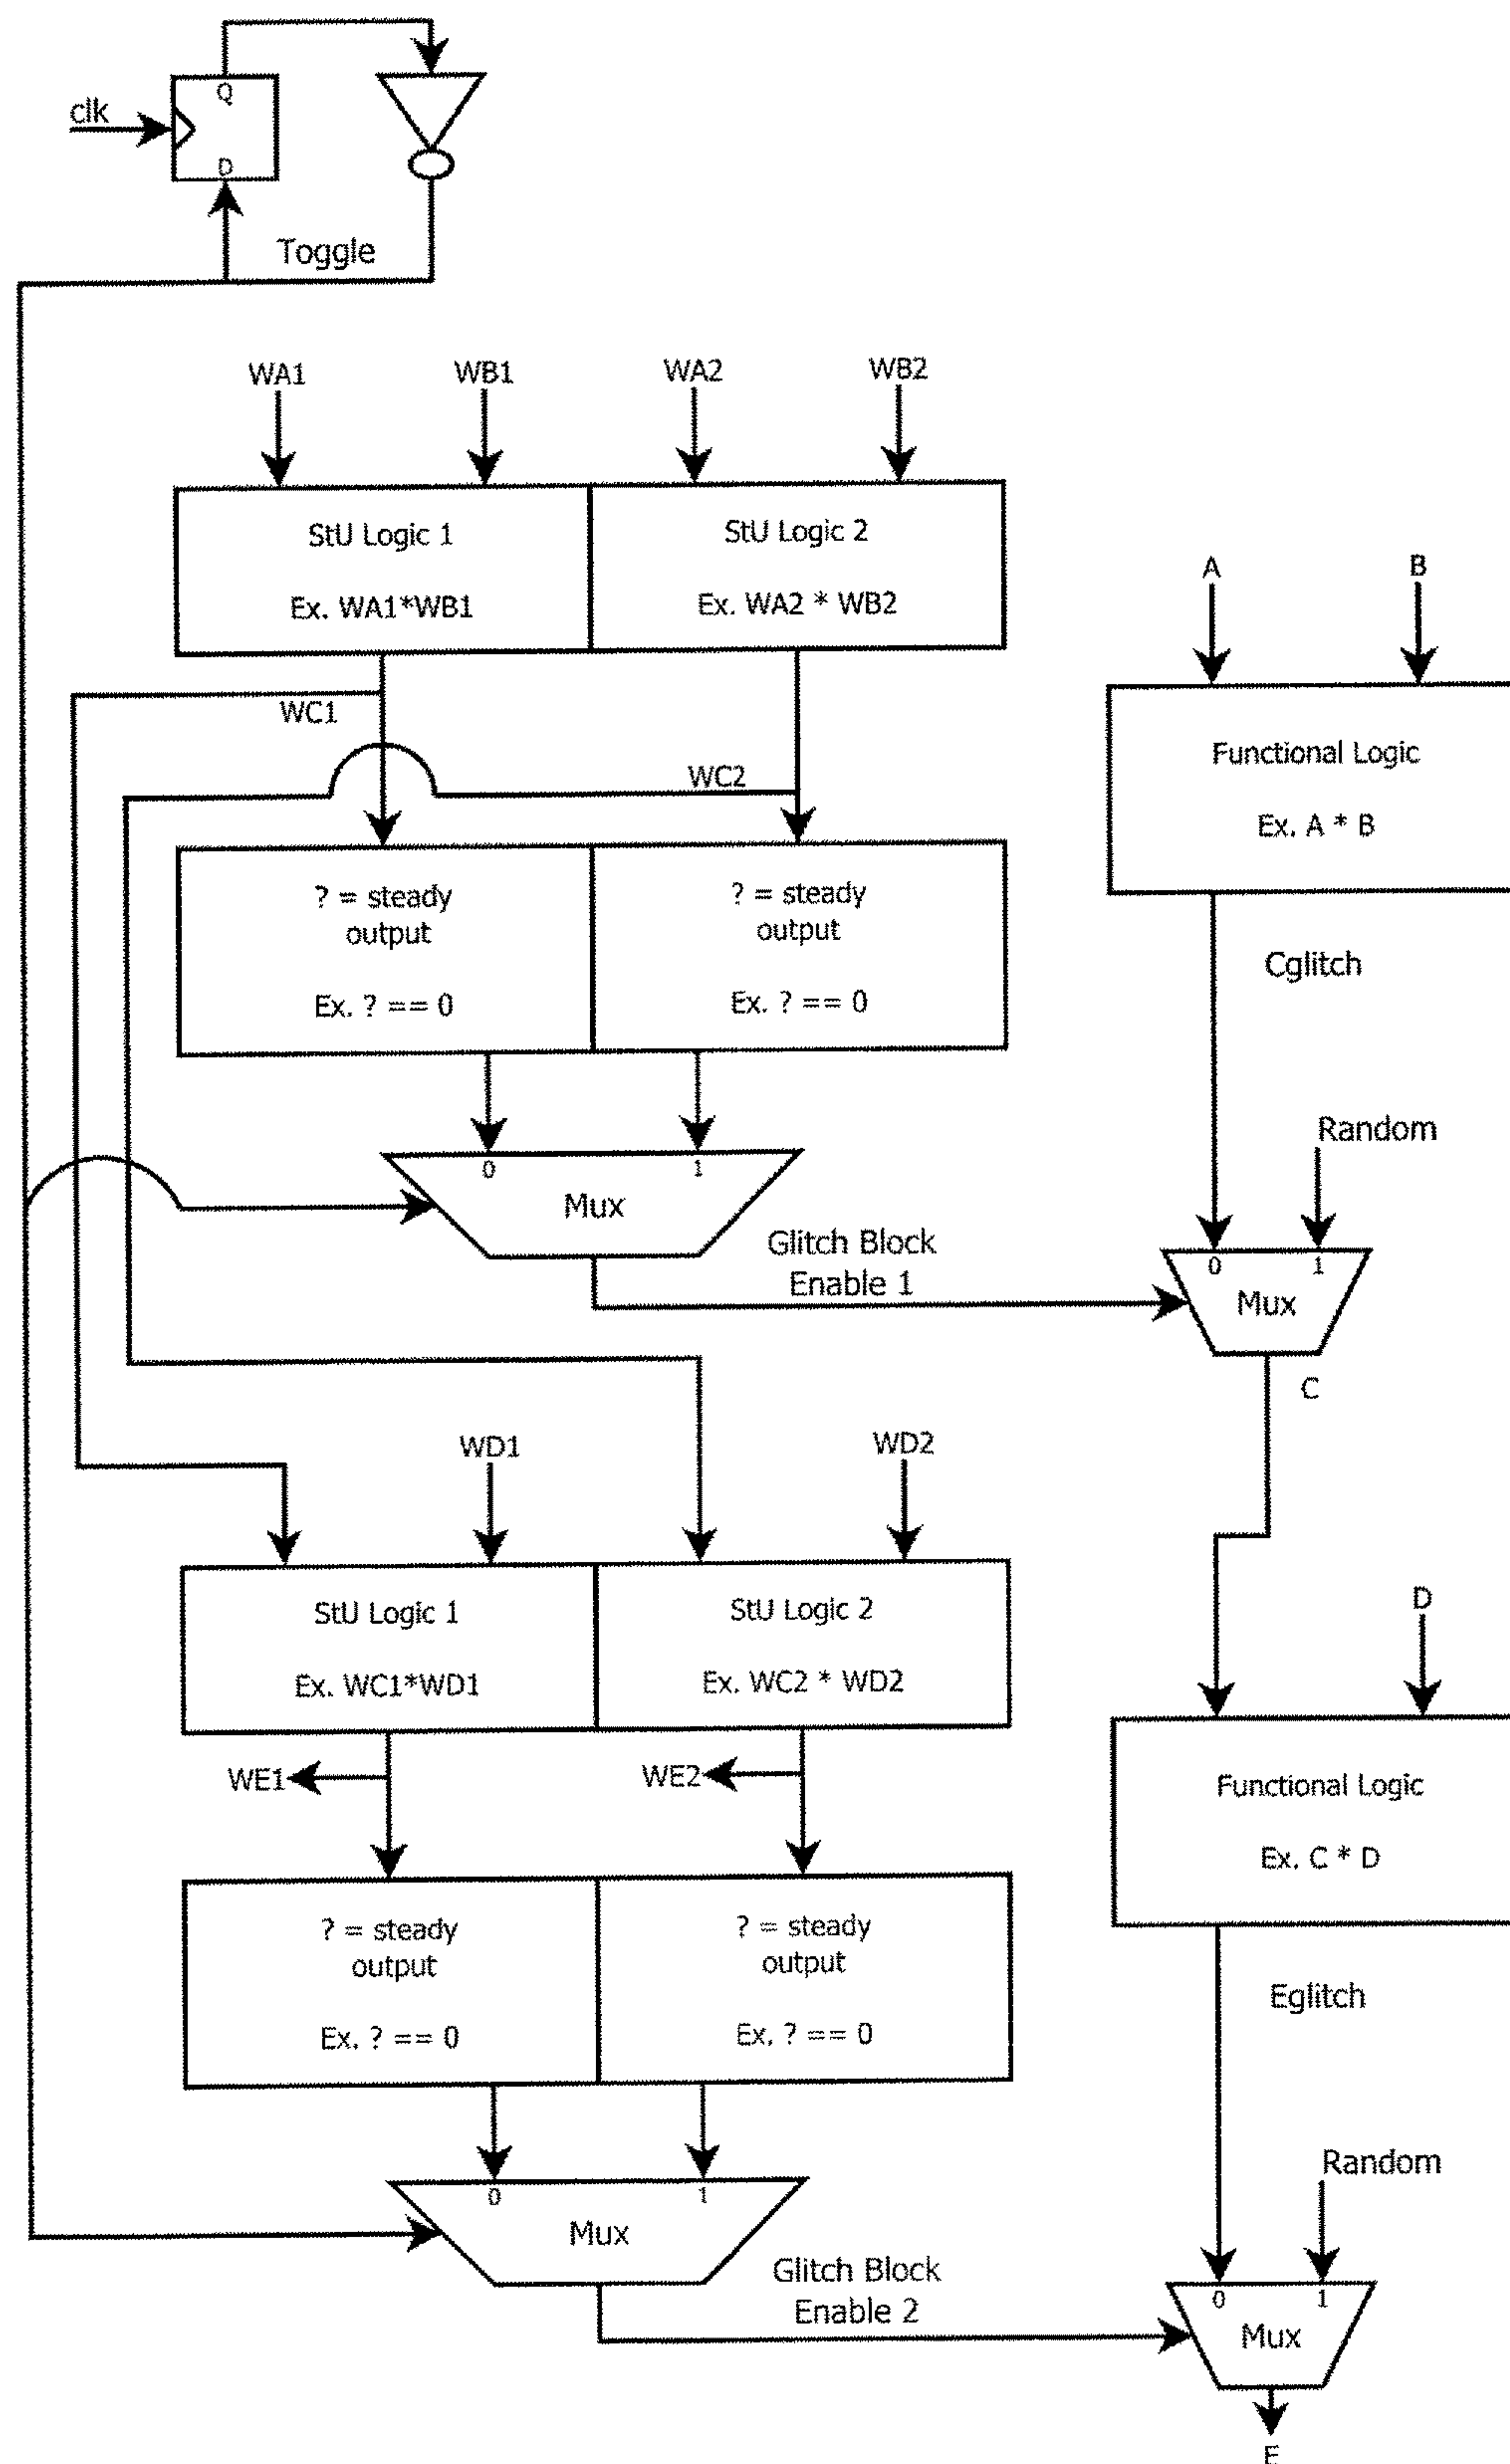 Q
clk
D
Toggle
WA1 WB1 WA2 WB2
StU Logic 1
Ex. WA1*WB1
StU Logic 2
Ex. WA2 * WB2
A B
WC1
WC2
Functional Logic
Ex. A * B
? = steady
output
Ex. ? == 0
? = steady
output
Ex. ? == 0
Cglitch
Random
0 1
Mux
Glitch Block
Enable 1
0 1
Mux
C
WD1 WD2
StU Logic 1
Ex. WC1*WD1
StU Logic 2
Ex. WC2 * WD2
D
WE1 WE2
Functional Logic
Ex. C * D
? = steady
output
Ex. ? == 0
? = steady
output
Ex. ? == 0
Eglitch
Random
0 1
Mux
Glitch Block
Enable 2
0 1
Mux
E